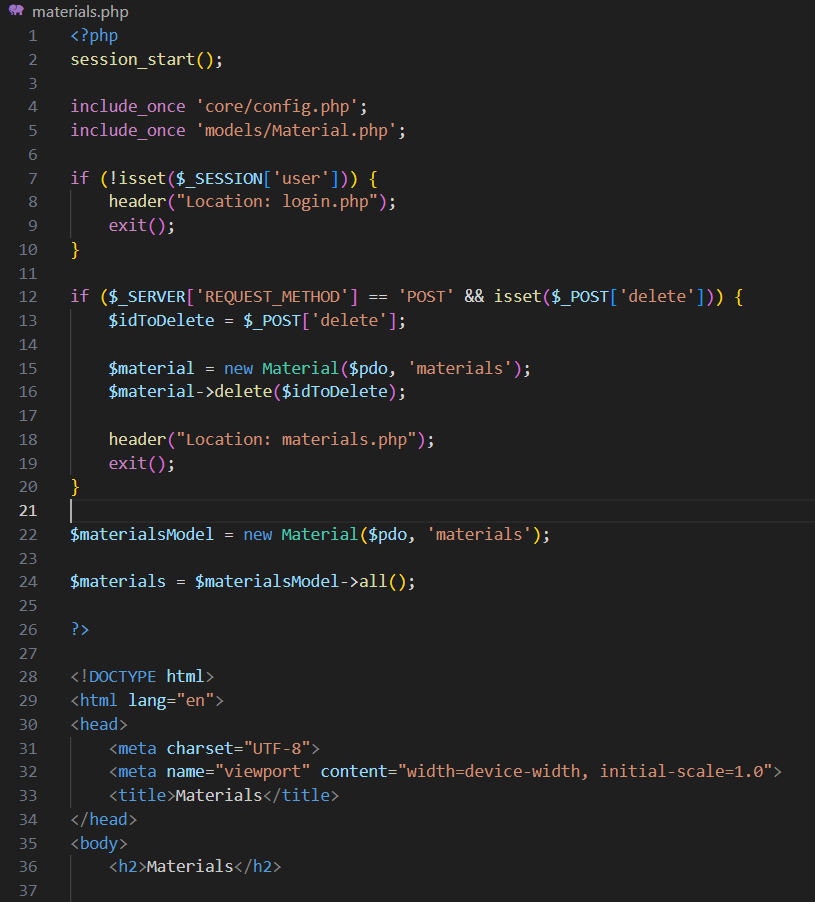 materials.php
1 <?php
2 session_start();
3
4 include_once 'core/config.php';
5 include_once 'models/Material.php';
6
7 if (!isset($_SESSION['user'])) {
8     header("Location: login.php");
9     exit();
10 }
11
12 if ($_SERVER['REQUEST_METHOD'] == 'POST' && isset($_POST['delete'])) {
13     $idToDelete = $_POST['delete'];
14
15     $material = new Material($pdo, 'materials');
16     $material->delete($idToDelete);
17
18     header("Location: materials.php");
19     exit();
20 }
21
22 $materialsModel = new Material($pdo, 'materials');
23
24 $materials = $materialsModel->all();
25
26 ?>
27
28 <!DOCTYPE html>
29 <html lang="en">
30 <head>
31     <meta charset="UTF-8">
32     <meta name="viewport" content="width=device-width, initial-scale=1.0">
33     <title>Materials</title>
34 </head>
35 <body>
36     <h2>Materials</h2>
37